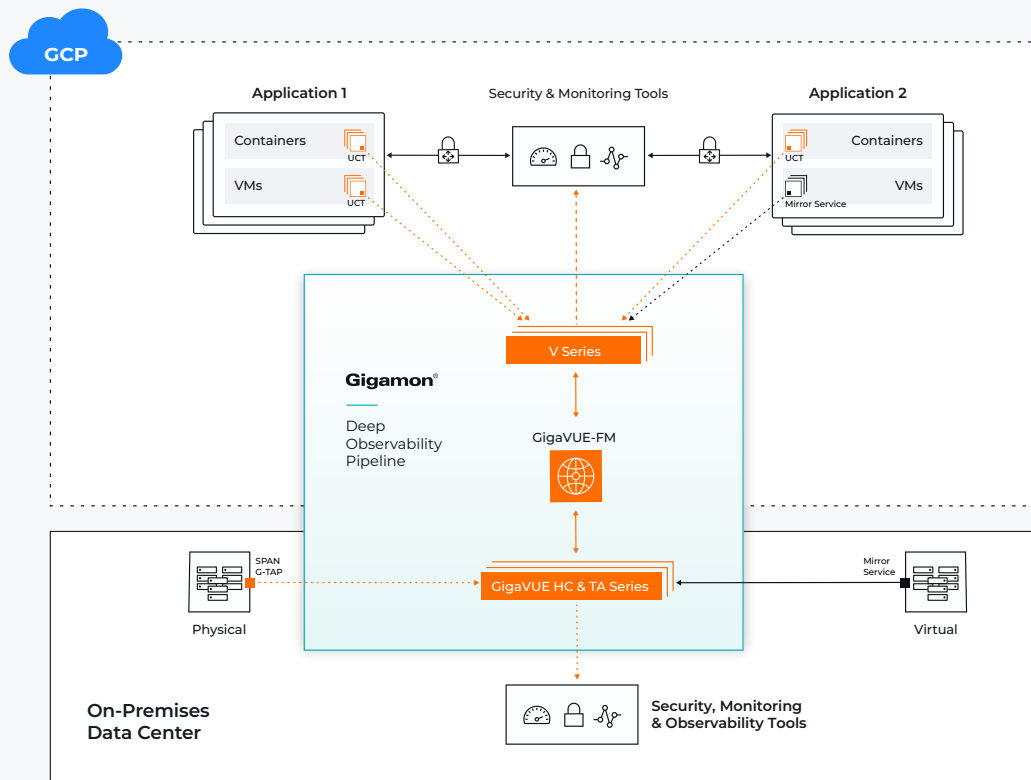 GCP
Application 1
Security & Monitoring Tools
Application 2
Containers
UCT
VMs
UCT
Containers
UCT
VMs
Mirror Service
V Series
Gigamon®
Deep
Observability
Pipeline
GigaVUE-FM
SPAN
G-TAP
Physical
GigaVUE HC & TA Series
Mirror
Service
Virtual
On-Premises
Data Center
Security, Monitoring
& Observability Tools